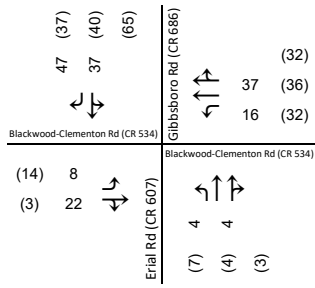 (37) (40) (65)
47 37
Blackwood-Clementon Rd (CR 534)
Gibbsboro Rd (CR 686)
(32)
37 (36)
16 (32)
(14) 8
(3) 22
Erial Rd (CR 607)
Blackwood-Clementon Rd (CR 534)
4 4
(7) (4) (3)